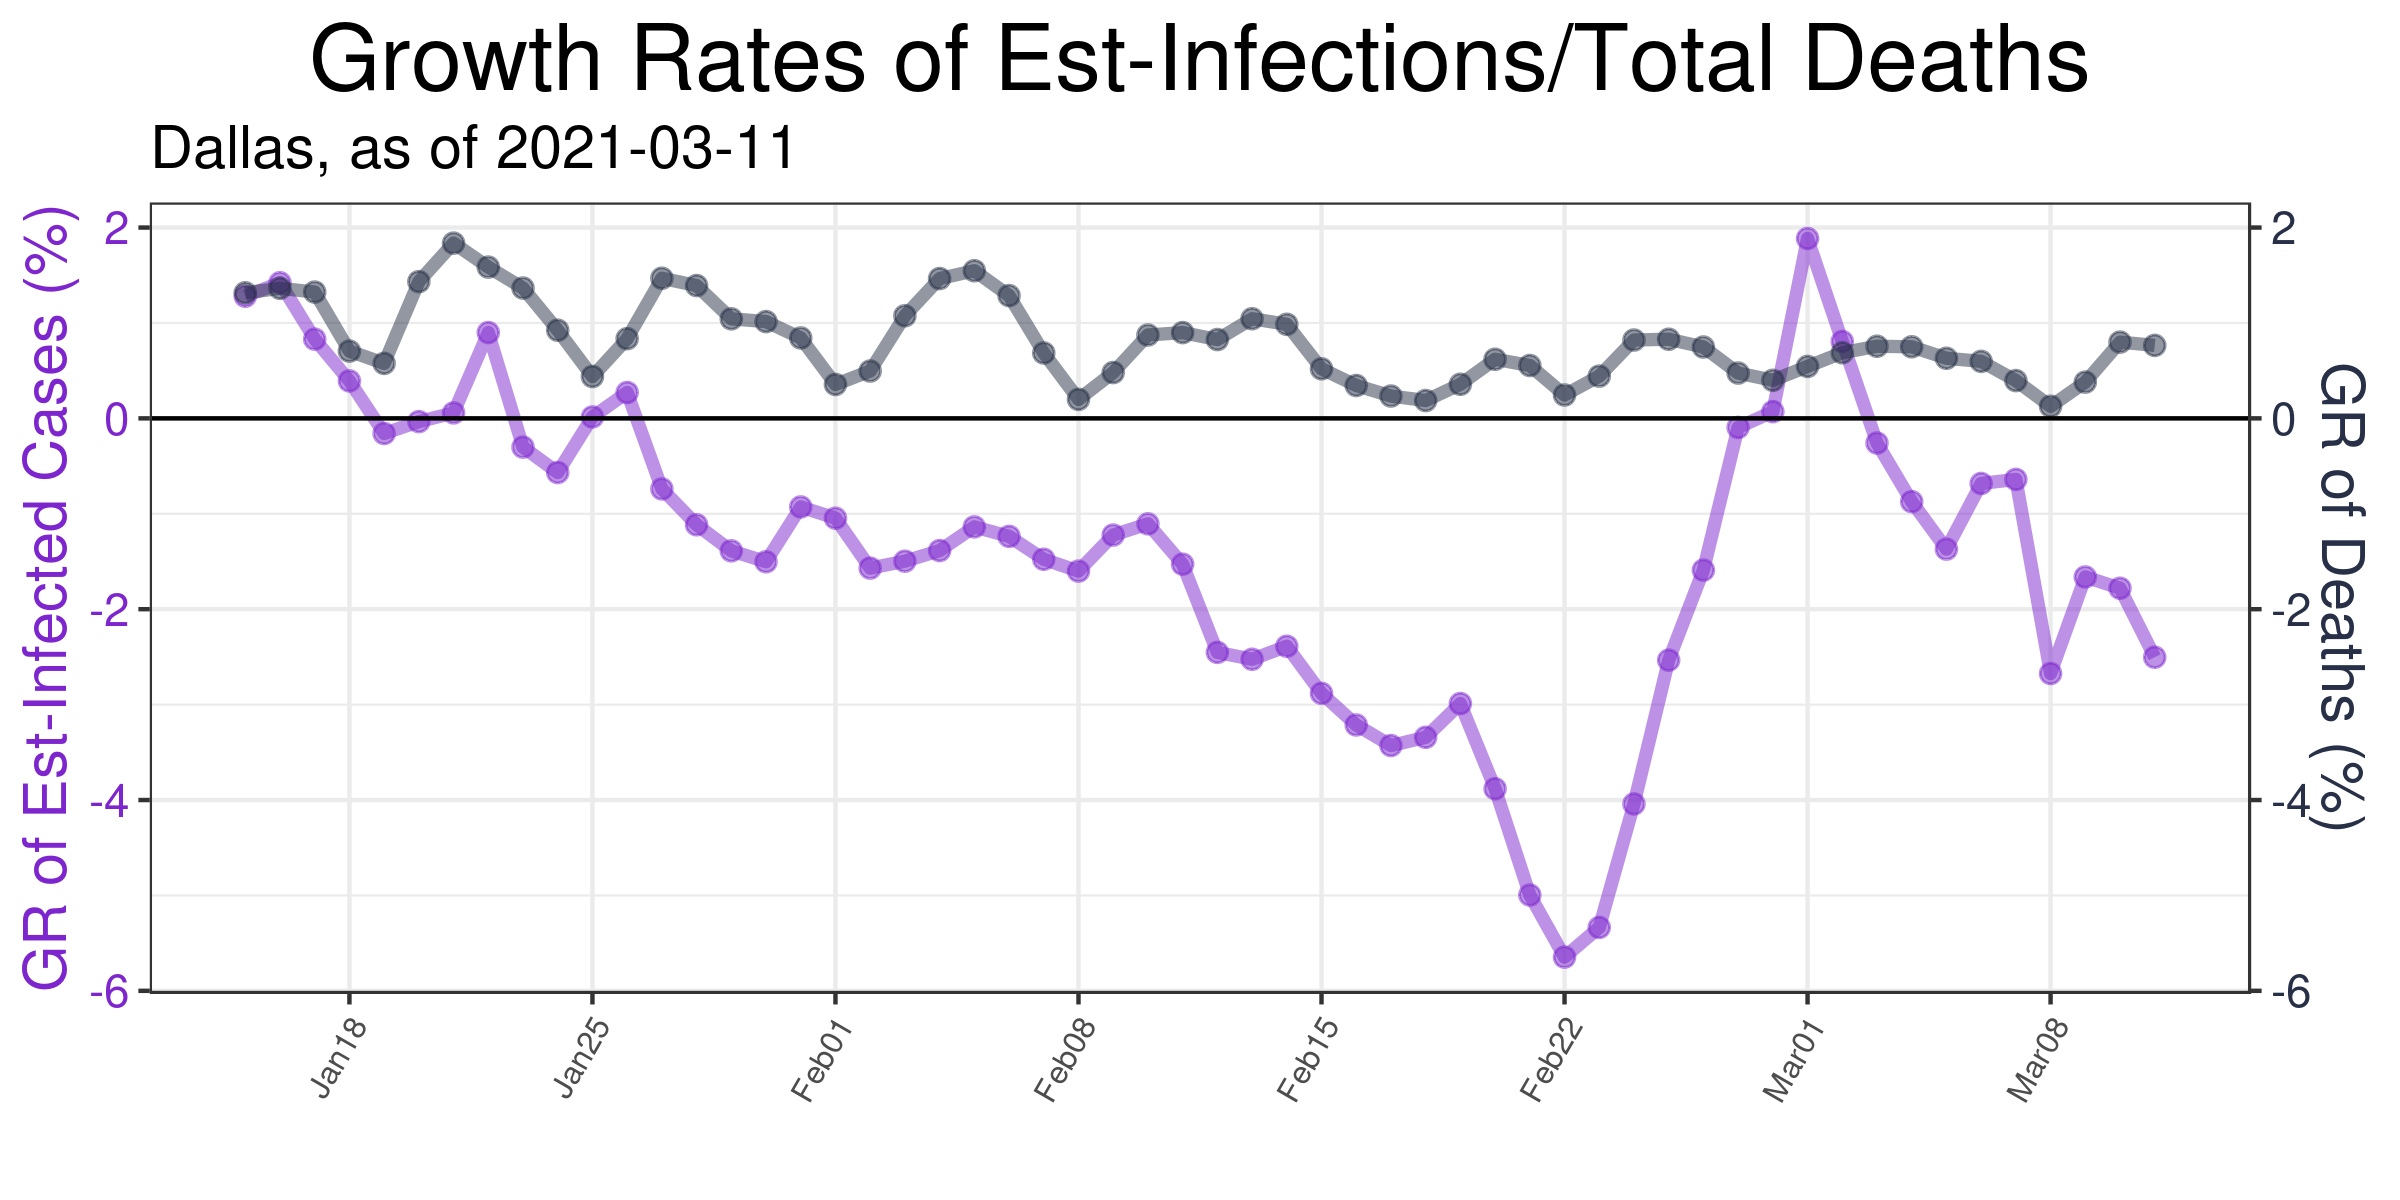 Growth Rates of Est-Infections/Total Deaths
Dallas, as of 2021-03-11
GR of Est-Infected Cases (%)
2
0
-2
-4
-6
2
0
-2
-4
-6
GR of Deaths (%)
Jan18
Jan25
Feb01
Feb08
Feb15
Feb22
Mar01
Mar08